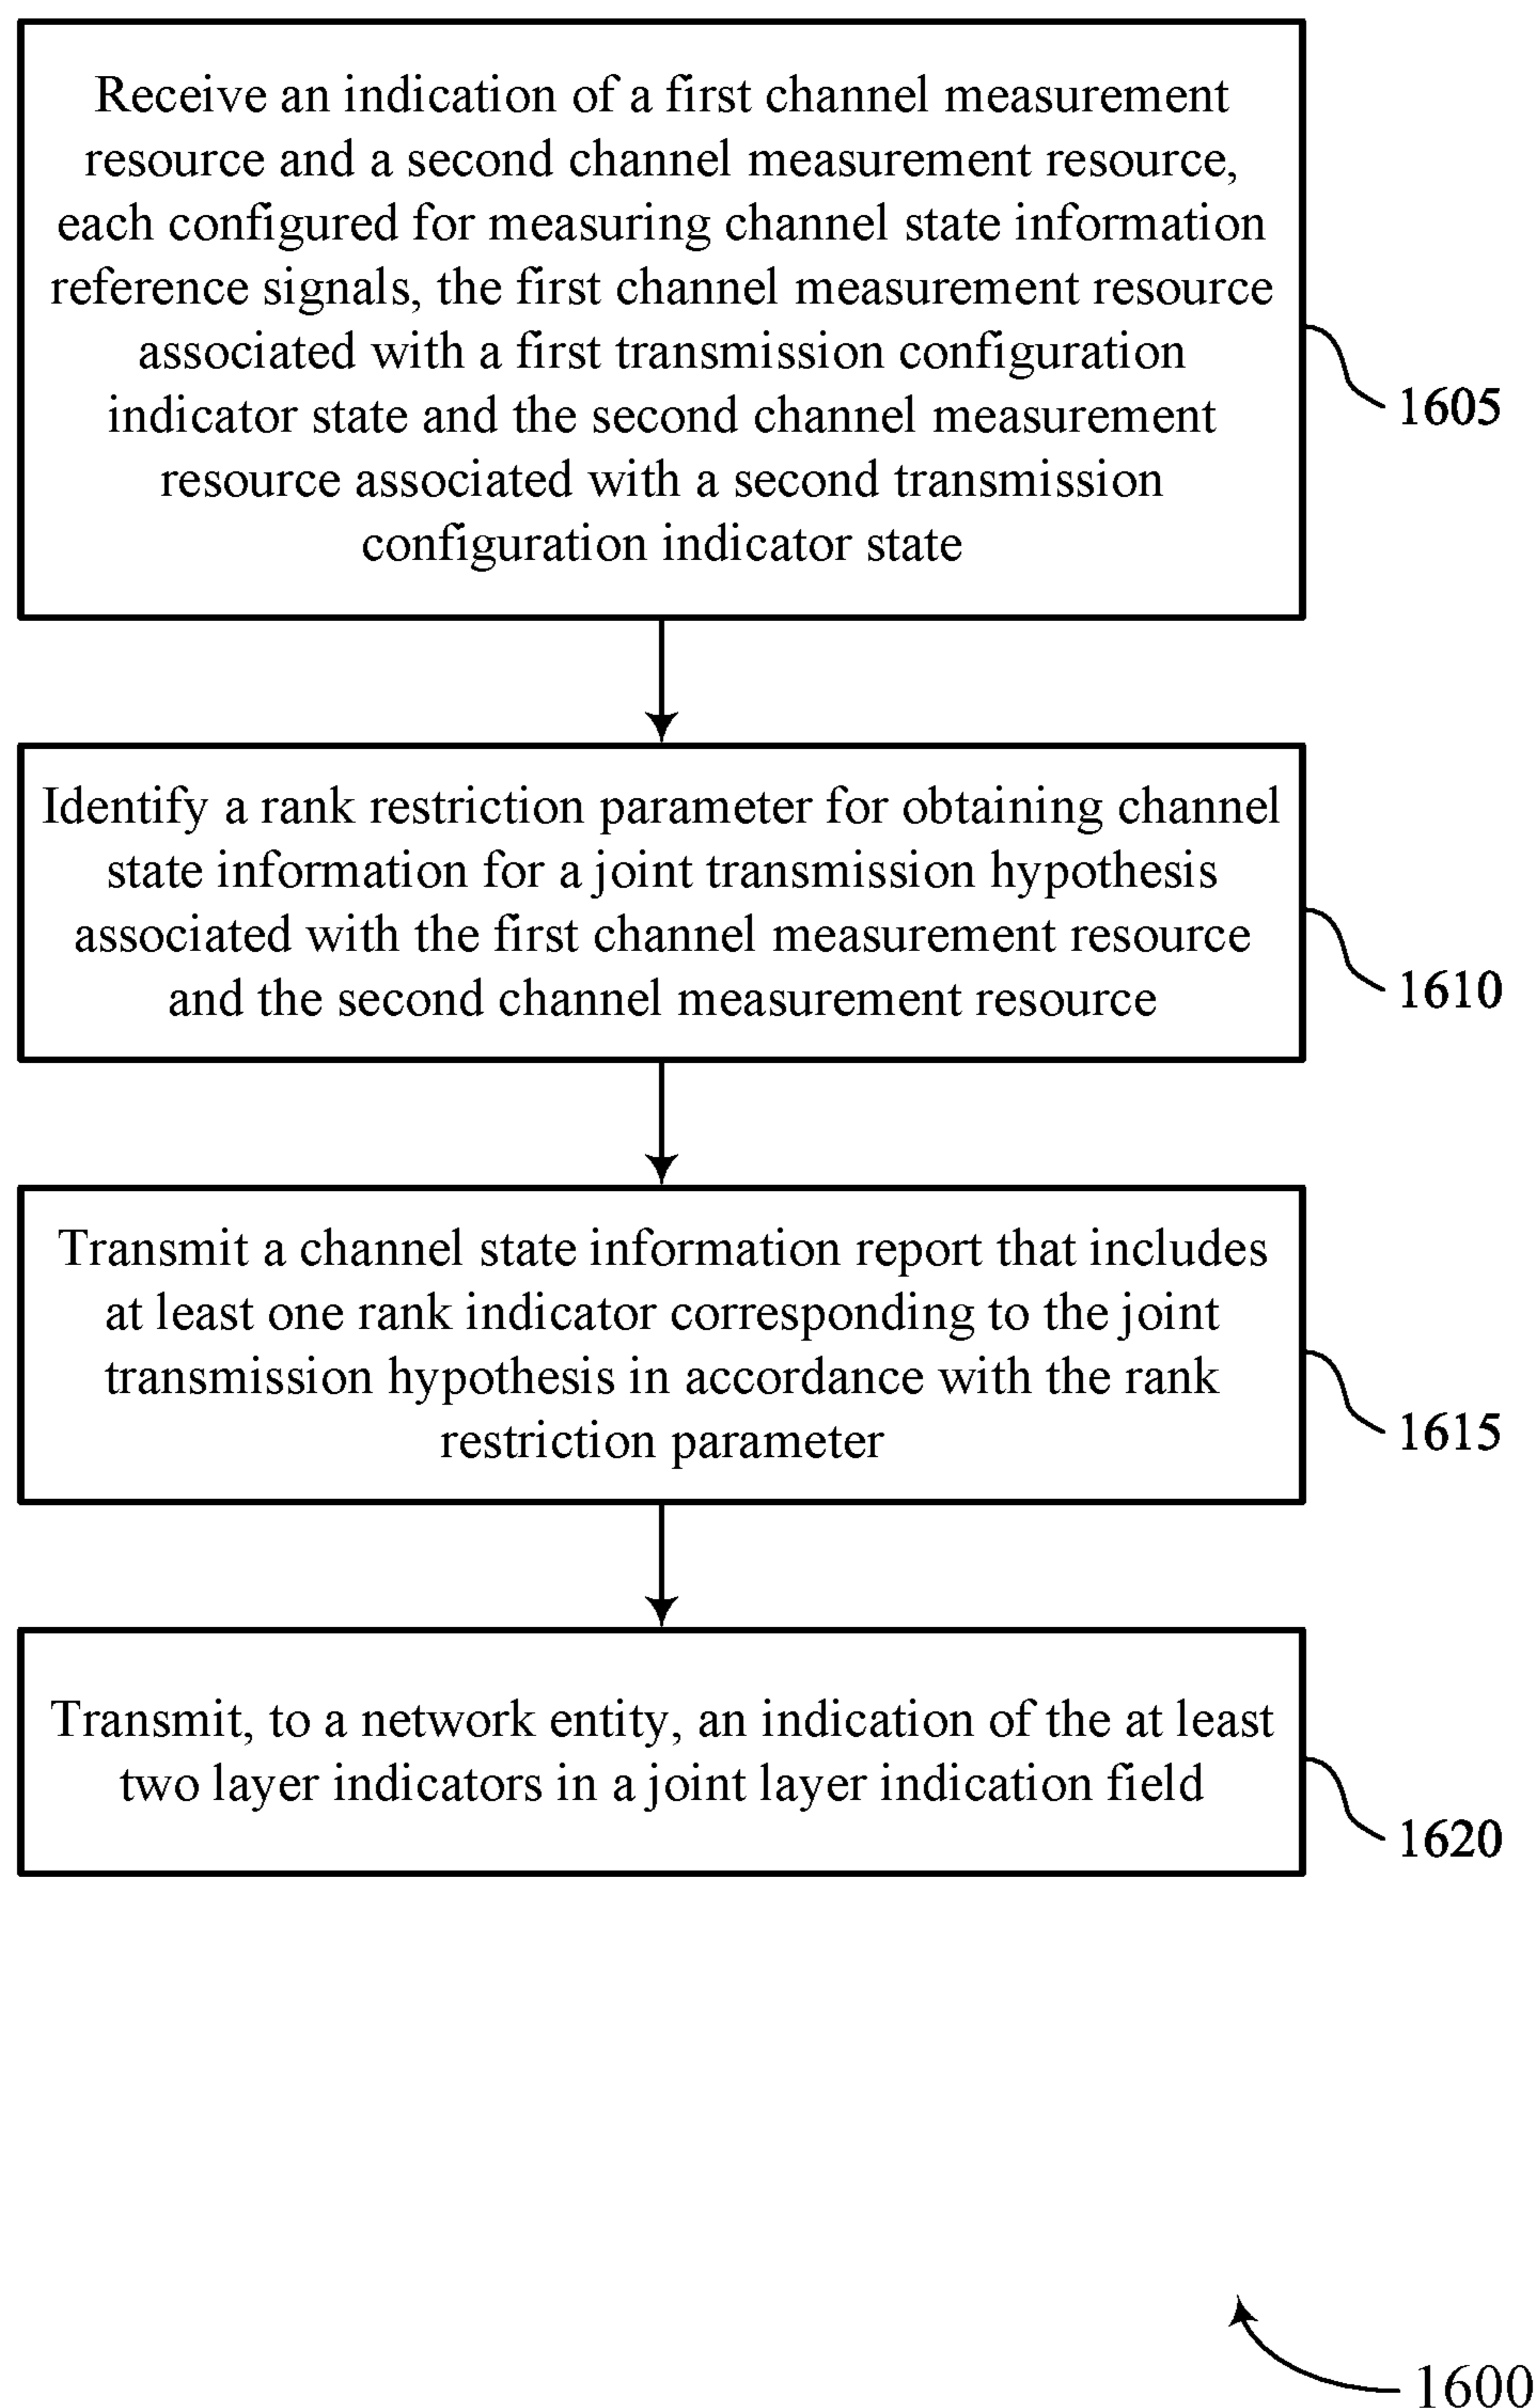 Receive an indication of a first channel measurement
resource and a second channel measurement resource,
each configured for measuring channel state information
reference signals, the first channel measurement resource
associated with a first transmission configuration
indicator state and the second channel measurement
resource associated with a second transmission
configuration indicator state
1605
Identify a rank restriction parameter for obtaining channel
state information for a joint transmission hypothesis
associated with the first channel measurement resource
and the second channel measurement resource
1610
Transmit a channel state information report that includes
at least one rank indicator corresponding to the joint
transmission hypothesis in accordance with the rank
restriction parameter
1615
Transmit, to a network entity, an indication of the at least
two layer indicators in a joint layer indication field
1620
1600